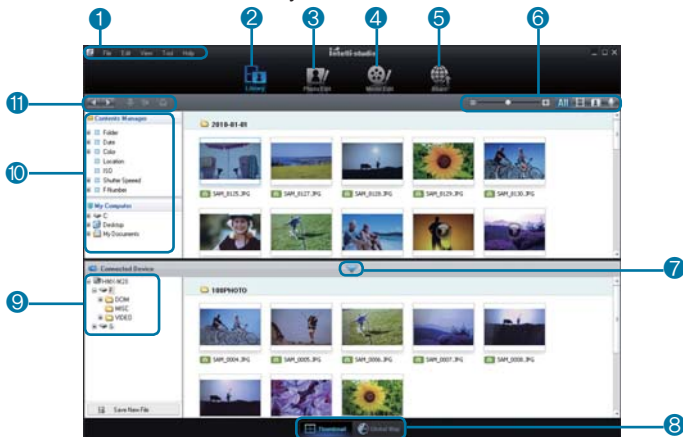 1 2 3 4 5 6
File Edit View Tool Help
Intelli-studio
Library Photo Edit Movie Edit Share
11
All
Contents Manager
Folder
Date
Color
Location
ISO
Shutter Speed
F Number
10
My Computer
C
Desktop
My Documents
2010-01-01
SAM_0125.JPG SAM_0127.JPG SAM_0128.JPG SAM_0129.JPG SAM_0130.JPG
Connected Device
7
9
F
DCIM
MISC
VIDEO
G
Save New File
100PHOTO
SAM_0004.JPG SAM_0005.JPG SAM_0006.JPG SAM_0007.JPG SAM_0008.JPG
Thumbnail Global Map
8